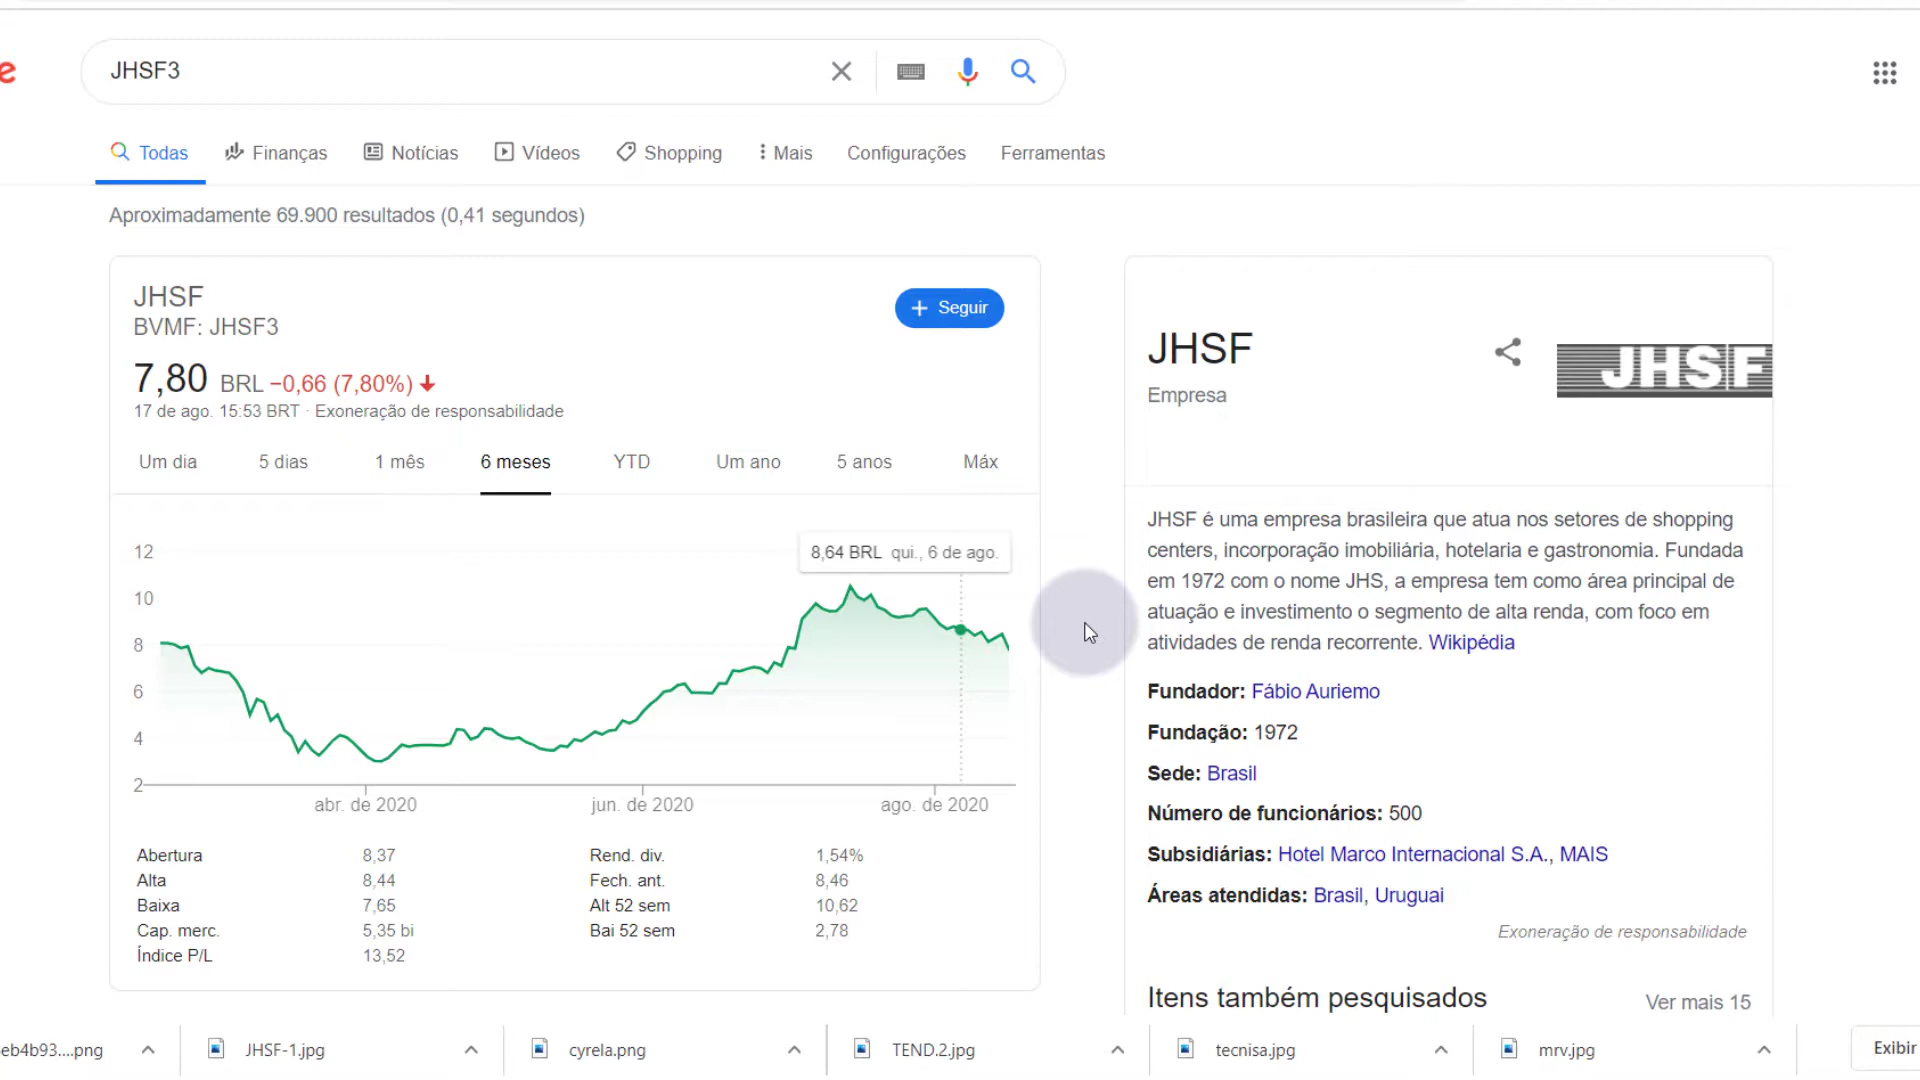 e
JHSF3
Todas
Finanças
Notícias
Vídeos
Shopping
Mais
Configurações
Ferramentas
Aproximadamente 69.900 resultados (0,41 segundos)
JHSF
BVMF: JHSF3
Seguir
7,80 BRL −0,66 (7,80%)
17 de ago. 15:53 BRT · Exoneração de responsabilidade
Um dia
5 dias
1 mês
6 meses
YTD
Um ano
5 anos
Máx
8,64 BRL qui., 6 de ago.
12
10
8
6
4
2
abr. de 2020
jun. de 2020
ago. de 2020
Abertura 8,37
Alta 8,44
Baixa 7,65
Cap. merc. 5,35 bi
Índice P/L 13,52
Rend. div. 1,54%
Fech. ant. 8,46
Alt 52 sem 10,62
Bai 52 sem 2,78
JHSF
Empresa
JHSF
JHSF é uma empresa brasileira que atua nos setores de shopping
centers, incorporação imobiliária, hotelaria e gastronomia. Fundada
em 1972 com o nome JHS, a empresa tem como área principal de
atuação e investimento o segmento de alta renda, com foco em
atividades de renda recorrente. Wikipédia
Fundador: Fábio Auriemo
Fundação: 1972
Sede: Brasil
Número de funcionários: 500
Subsidiárias: Hotel Marco Internacional S.A., MAIS
Áreas atendidas: Brasil, Uruguai
Exoneração de responsabilidade
Itens também pesquisados
Ver mais 15
eb4b93....png
JHSF-1.jpg
cyrela.png
TEND.2.jpg
tecnisa.jpg
mrv.jpg
Exibir